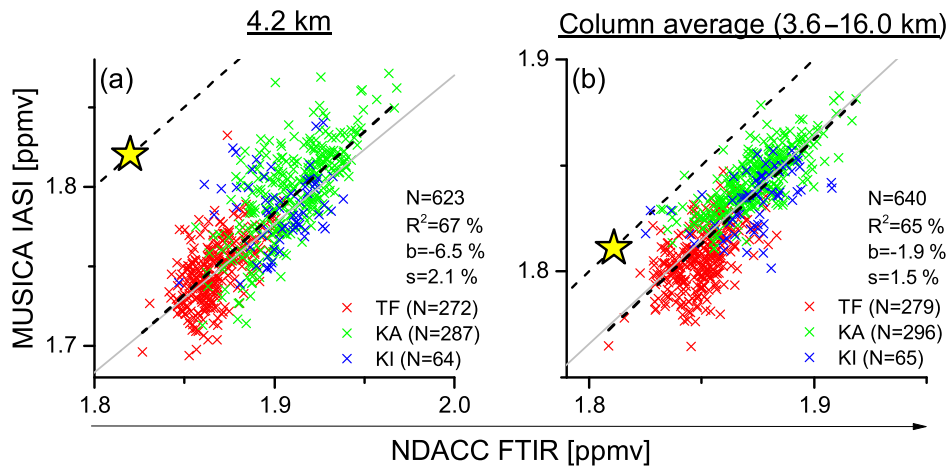 4.2 km
Column average (3.6–16.0 km)
MUSICA IASI [ppmv]
(a)
1.8
1.7
N=623
R²=67 %
b=-6.5 %
s=2.1 %
TF (N=272)
KA (N=287)
KI (N=64)
1.8
1.9
2.0
(b)
1.9
1.8
N=640
R²=65 %
b=-1.9 %
s=1.5 %
TF (N=279)
KA (N=296)
KI (N=65)
1.8
1.9
NDACC FTIR [ppmv]